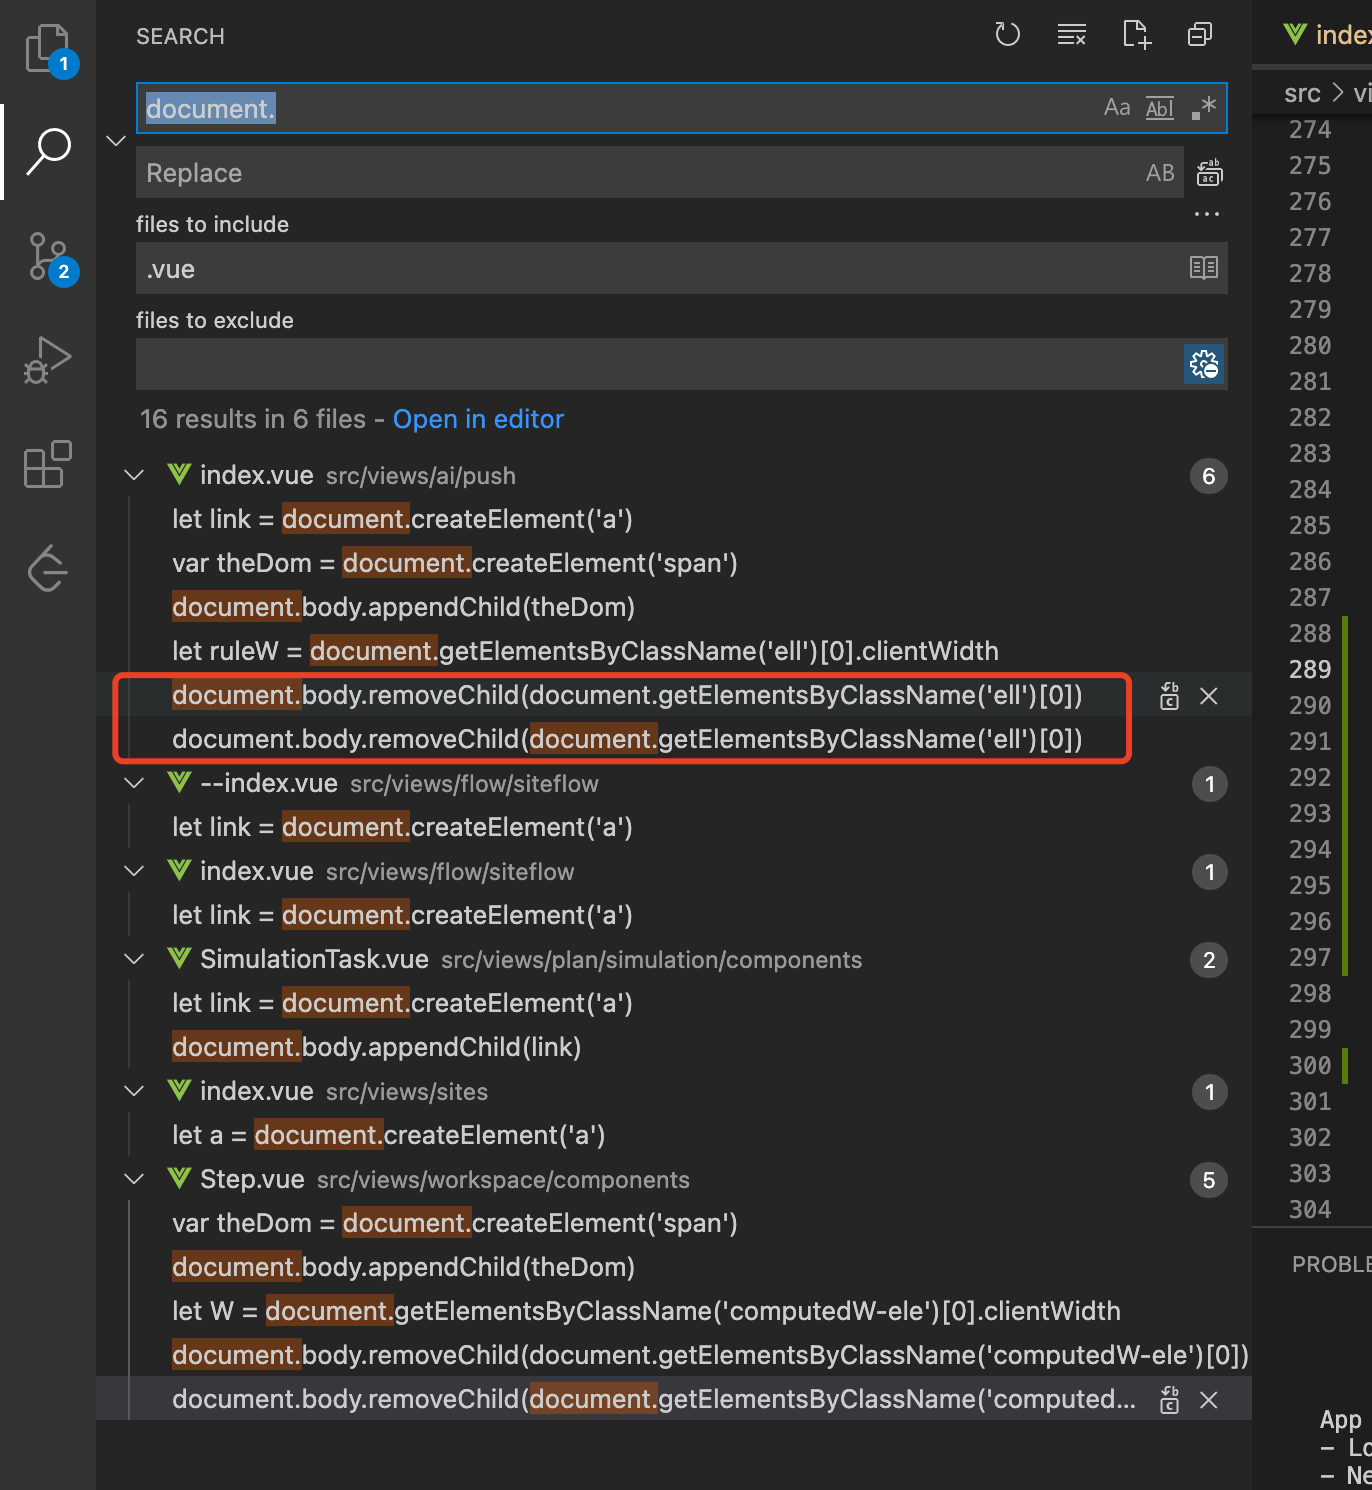 SEARCH
document.
Aa
Abl
.*
Replace
AB
files to include
.vue
files to exclude
16 results in 6 files - Open in editor
index.vue src/views/ai/push 6
let link = document.createElement('a')
var theDom = document.createElement('span')
document.body.appendChild(theDom)
let ruleW = document.getElementsByClassName('ell')[0].clientWidth
document.body.removeChild(document.getElementsByClassName('ell')[0])
document.body.removeChild(document.getElementsByClassName('ell')[0])
--index.vue src/views/flow/siteflow 1
let link = document.createElement('a')
index.vue src/views/flow/siteflow 1
let link = document.createElement('a')
SimulationTask.vue src/views/plan/simulation/components 2
let link = document.createElement('a')
document.body.appendChild(link)
index.vue src/views/sites 1
let a = document.createElement('a')
Step.vue src/views/workspace/components 5
var theDom = document.createElement('span')
document.body.appendChild(theDom)
let W = document.getElementsByClassName('computedW-ele')[0].clientWidth
document.body.removeChild(document.getElementsByClassName('computedW-ele')[0])
document.body.removeChild(document.getElementsByClassName('computed...
1
2
index
src > vi
274
275
276
277
278
279
280
281
282
283
284
285
286
287
288
289
290
291
292
293
294
295
296
297
298
299
300
301
302
303
304
PROBLE
App
- Lo
- Ne